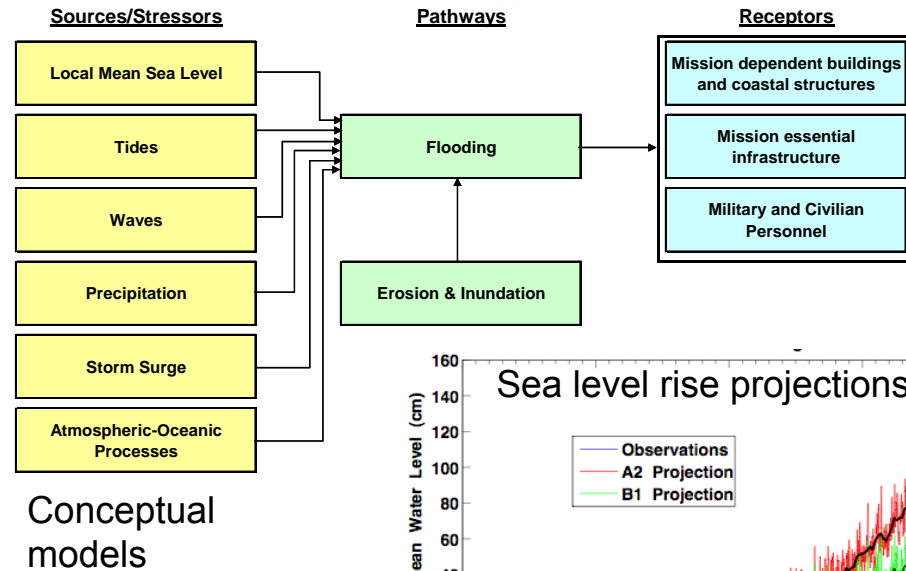 Sources/Stressors
Pathways
Receptors
Local Mean Sea Level
Tides
Waves
Precipitation
Storm Surge
Atmospheric-Oceanic
Processes
Flooding
Erosion & Inundation
Mission dependent buildings
and coastal structures
Mission essential
infrastructure
Military and Civilian
Personnel
Conceptual
models
Sea level rise projections
Water Level (cm)
160
140
120
100
80
60
Observations
A2 Projection
B1 Projection